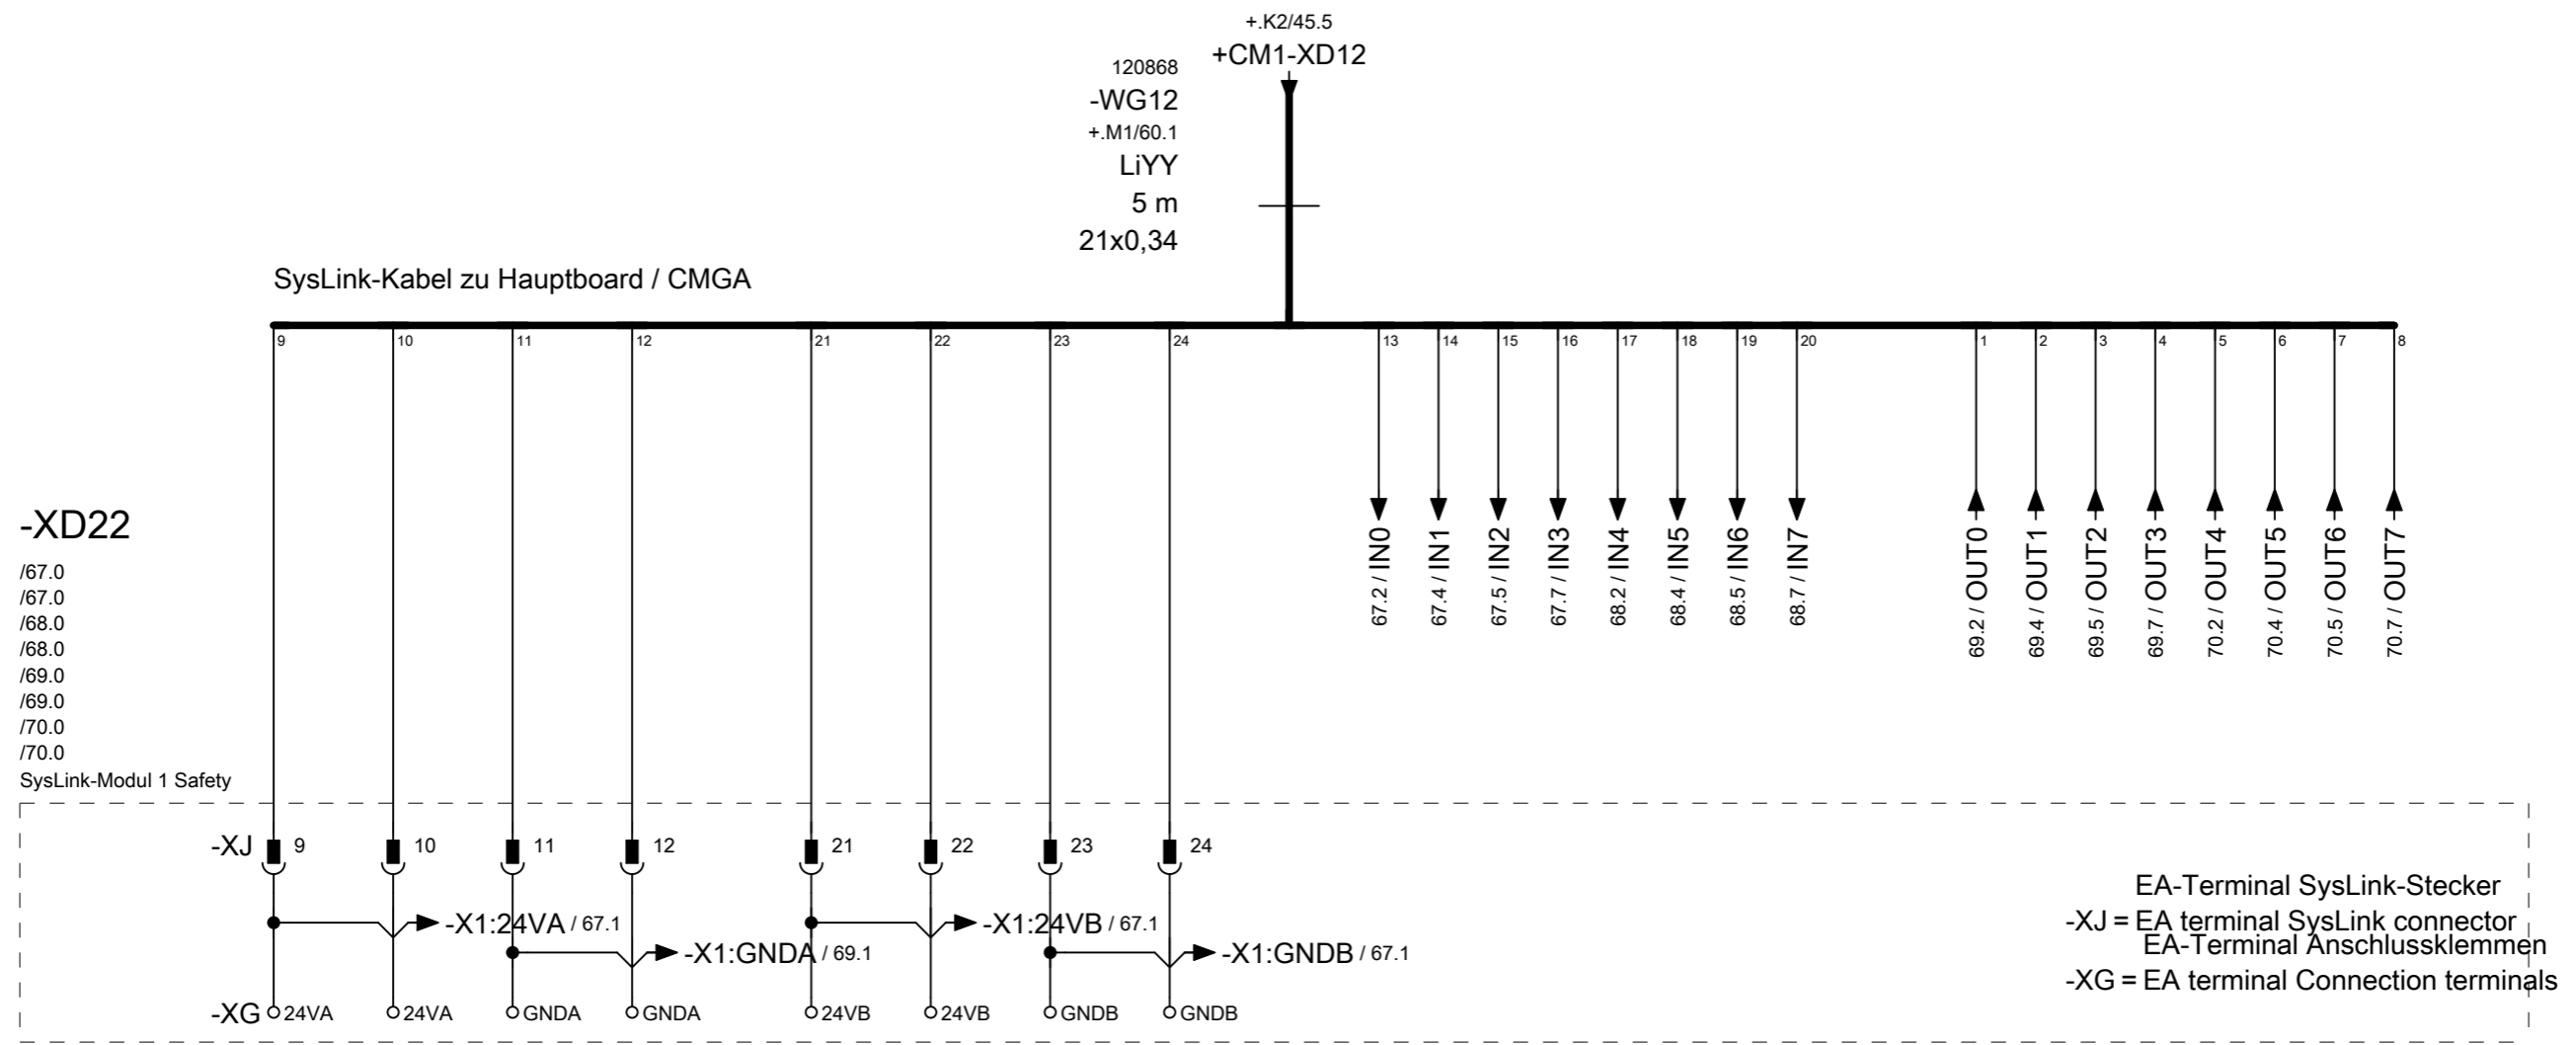 +.K2/45.5
+CM1-XD12
120868
-WG12
+.M1/60.1
LiYY
5 m
21x0,34
SysLink-Kabel zu Hauptboard / CMGA
9 10 11 12 21 22 23 24 13 14 15 16 17 18 19 20 1 2 3 4 5 6 7 8
67.2 / IN0
67.4 / IN1
67.5 / IN2
67.7 / IN3
68.2 / IN4
68.4 / IN5
68.5 / IN6
68.7 / IN7
69.2 / OUT0
69.4 / OUT1
69.5 / OUT2
69.7 / OUT3
70.2 / OUT4
70.4 / OUT5
70.5 / OUT6
70.7 / OUT7
-XD22
/67.0
/67.0
/68.0
/68.0
/69.0
/69.0
/70.0
/70.0
SysLink-Modul 1 Safety
-XJ 9 10 11 12 21 22 23 24
-X1:24VA / 67.1
-X1:GNDA / 69.1
-X1:24VB / 67.1
-X1:GNDB / 67.1
-XG 24VA 24VA GNDA GNDA 24VB 24VB GNDB GNDB
EA-Terminal SysLink-Stecker
-XJ = EA terminal SysLink connector
EA-Terminal Anschlussklemmen
-XG = EA terminal Connection terminals